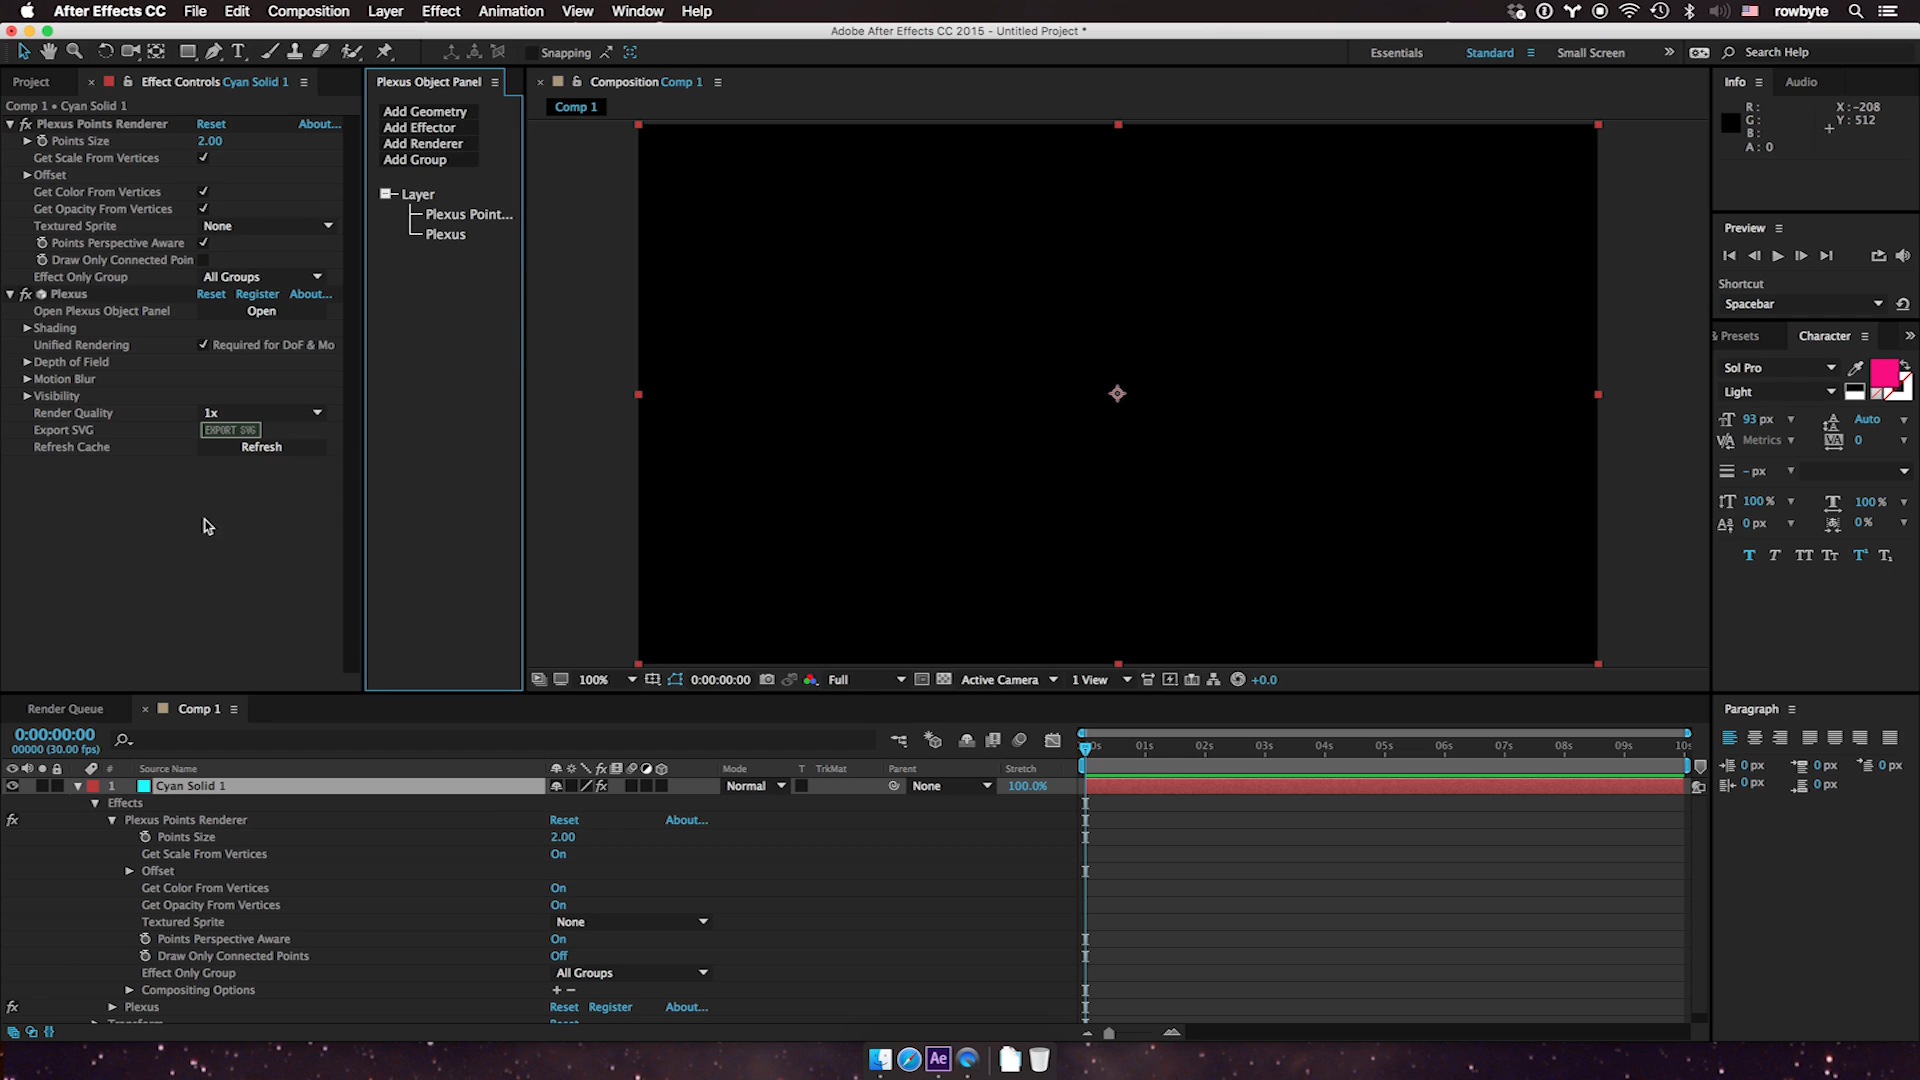 After Effects CC File Edit Composition Layer Effect Animation View Window Help rowbyte
Adobe After Effects CC 2015 - Untitled Project *
Snapping Essentials Standard Small Screen Search Help
Project Effect Controls Cyan Solid 1
Comp 1 • Cyan Solid 1
Plexus Points Renderer Reset About...
Points Size 2.00
Get Scale From Vertices
Offset
Get Color From Vertices
Get Opacity From Vertices
Textured Sprite None
Points Perspective Aware
Draw Only Connected Poin
Effect Only Group All Groups
Plexus Reset Register About...
Open Plexus Object Panel Open
Shading
Unified Rendering Required for DoF & Mo
Depth of Field
Motion Blur
Visibility
Render Quality 1x
Export SVG EXPORT SVG
Refresh Cache Refresh
Plexus Object Panel
Add Geometry
Add Effector
Add Renderer
Add Group
Layer
Plexus Point...
Plexus
Composition Comp 1
Comp 1
100% 0:00:00:00 Full Active Camera 1 View +0.0
Info Audio
R: X: -208
G: Y: 512
B:
A: 0
Preview
Shortcut
Spacebar
& Presets Character
Sol Pro
Light
93 px Auto
Metrics 0
- px
100 % 100 %
0 px 0 %
T T TT Tt T¹ T₁
Paragraph
0 px 0 px 0 px
0 px 0 px
Render Queue Comp 1
0:00:00:00
00000 (30.00 fps)
0s 01s 02s 03s 04s 05s 06s 07s 08s 09s 10s
# Source Name Mode T TrkMat Parent Stretch
1 Cyan Solid 1 Normal None 100.0%
Effects
fx Plexus Points Renderer Reset About...
Points Size 2.00
Get Scale From Vertices On
Offset
Get Color From Vertices On
Get Opacity From Vertices On
Textured Sprite None
Points Perspective Aware On
Draw Only Connected Points Off
Effect Only Group All Groups
Compositing Options + –
fx Plexus Reset Register About...
Transform Reset
Ae